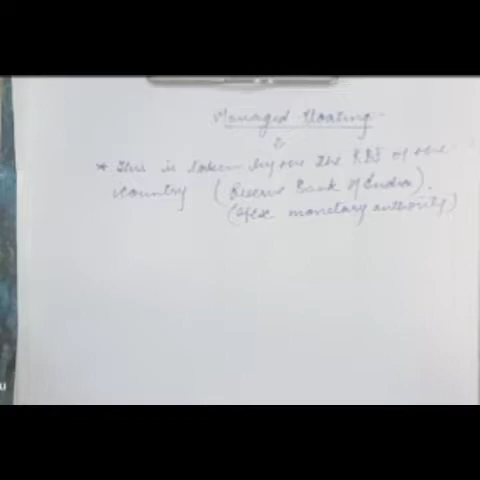 Managed Floating
* This is taken by the the RBI of the
country (Reserve Bank of India).
monetary authority)
u